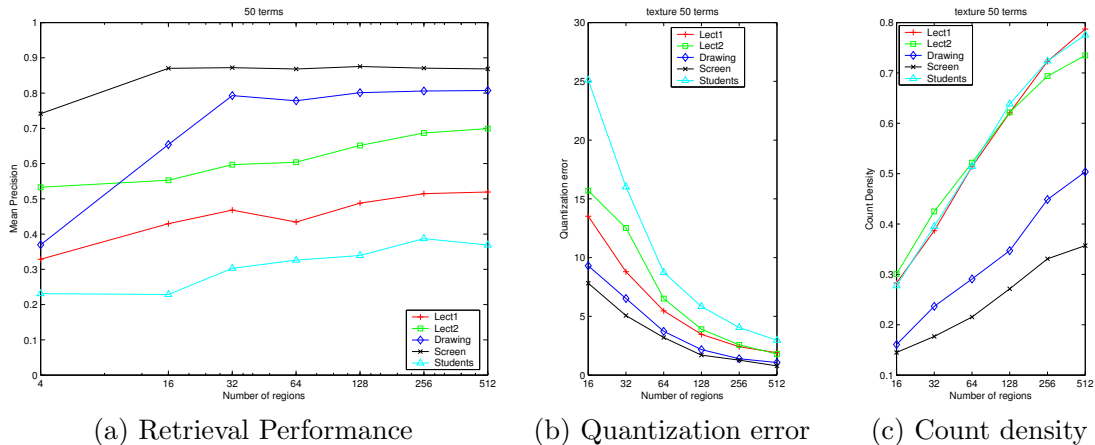 50 terms
1
0.9
0.8
0.7
0.6
0.5
0.4
0.3
0.2
0.1
0
Mean Precision
4
16
32
64
128
256
512
Number of regions
Lect1
Lect2
Drawing
Screen
Students
(a) Retrieval Performance
texture 50 terms
30
25
20
15
10
5
0
Quantization error
16
32
64
128
256
512
Number of regions
Lect1
Lect2
Drawing
Screen
Students
(b) Quantization error
texture 50 terms
0.8
0.7
0.6
0.5
0.4
0.3
0.2
0.1
Count Density
16
32
64
128
256
512
Number of regions
Lect1
Lect2
Drawing
Screen
Students
(c) Count density